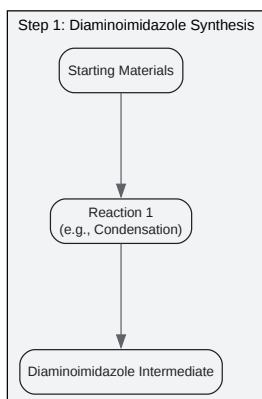 Step 1: Diaminoimidazole Synthesis
Starting Materials
Reaction 1
(e.g., Condensation)
Diaminoimidazole Intermediate